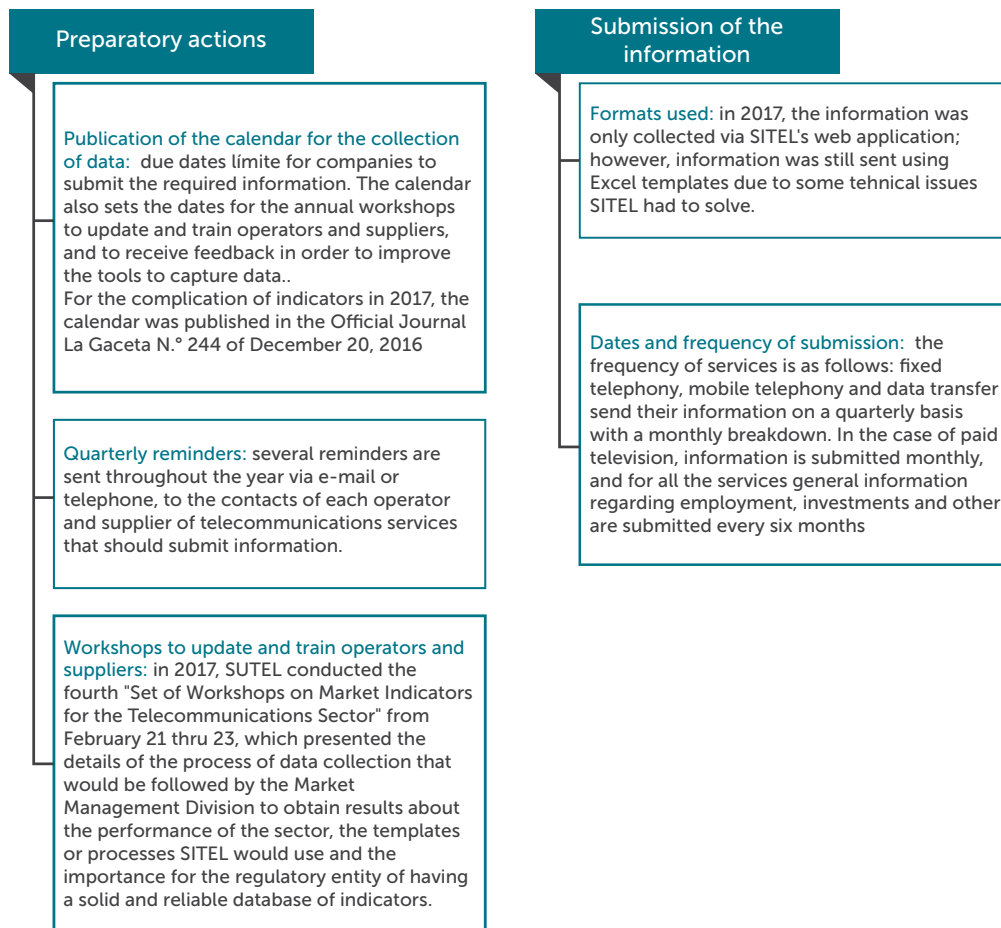 Preparatory actions
Publication of the calendar for the collection
of data:  due dates límite for companies to
submit the required information. The calendar
also sets the dates for the annual workshops
to update and train operators and suppliers,
and to receive feedback in order to improve
the tools to capture data..
For the complication of indicators in 2017, the
calendar was published in the Official Journal
La Gaceta N.° 244 of December 20, 2016
Quarterly reminders: several reminders are
sent throughout the year via e-mail or
telephone, to the contacts of each operator
and supplier of telecommunications services
that should submit information.
Workshops to update and train operators and
suppliers: in 2017, SUTEL conducted the
fourth "Set of Workshops on Market Indicators
for the Telecommunications Sector" from
February 21 thru 23, which presented the
details of the process of data collection that
would be followed by the Market
Management Division to obtain results about
the performance of the sector, the templates
or processes SITEL would use and the
importance for the regulatory entity of having
a solid and reliable database of indicators.
Submission of the
information
Formats used: in 2017, the information was
only collected via SITEL's web application;
however, information was still sent using
Excel templates due to some tehnical issues
SITEL had to solve.
Dates and frequency of submission:  the
frequency of services is as follows: fixed
telephony, mobile telephony and data transfer
send their information on a quarterly basis
with a monthly breakdown. In the case of paid
television, information is submitted monthly,
and for all the services general information
regarding employment, investments and other
are submitted every six months